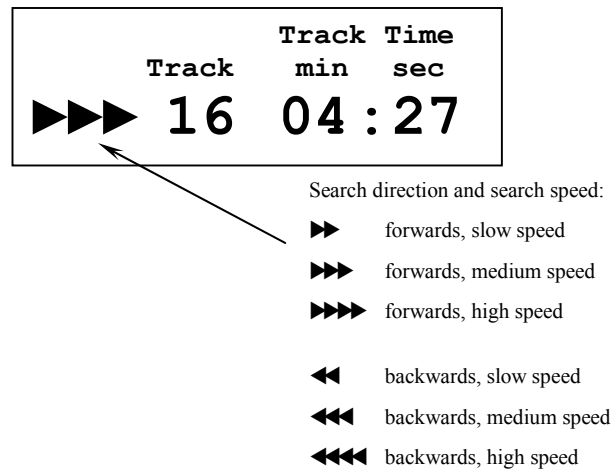 Track Time
Track min sec
▶▶▶ 16 04:27
Search direction and search speed:
▶▶ forwards, slow speed
▶▶▶ forwards, medium speed
▶▶▶▶ forwards, high speed
◀◀ backwards, slow speed
◀◀◀ backwards, medium speed
◀◀◀◀ backwards, high speed